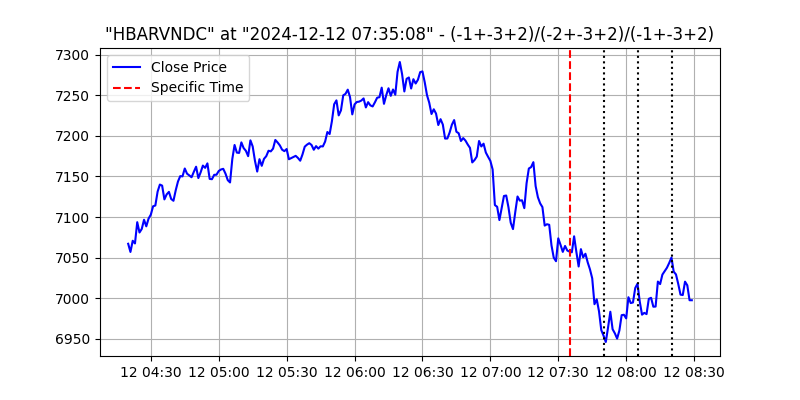 "HBARVNDC" at "2024-12-12 07:35:08" - (-1+-3+2)/(-2+-3+2)/(-1+-3+2)
Close Price
Specific Time
7300
7250
7200
7150
7100
7050
7000
6950
12 04:30 12 05:00 12 05:30 12 06:00 12 06:30 12 07:00 12 07:30 12 08:00 12 08:30